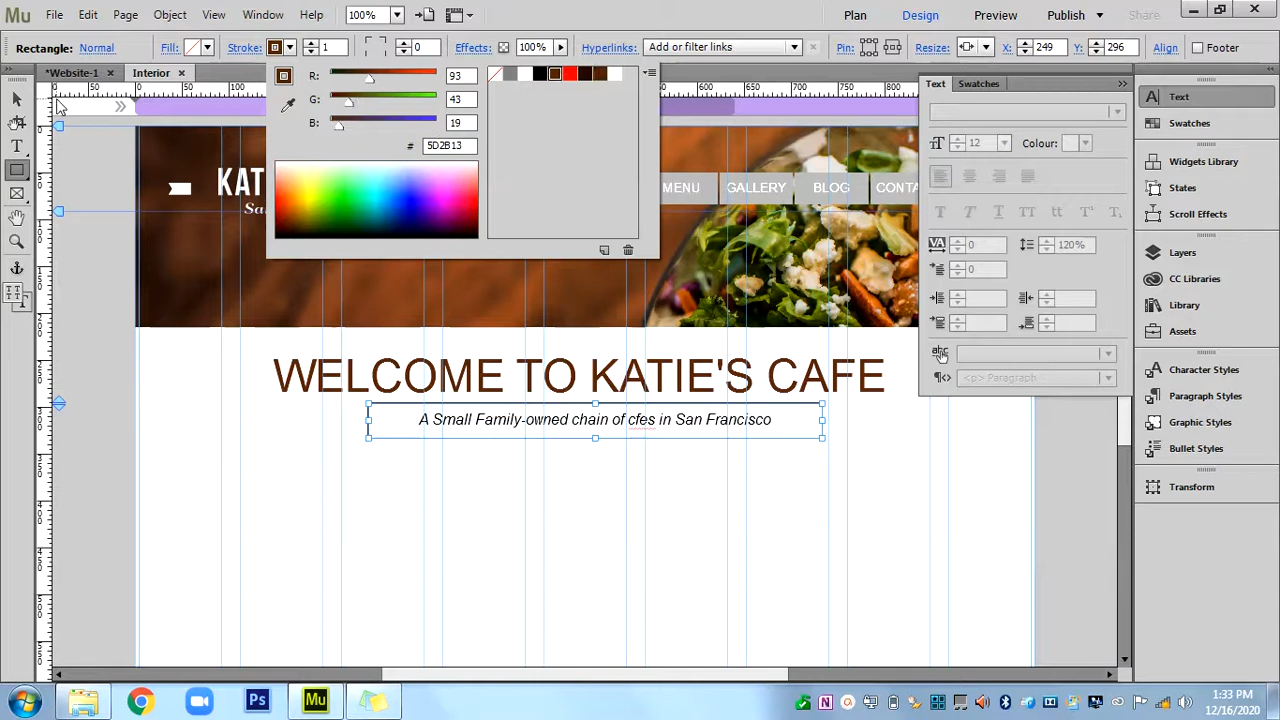 Mu File Edit Page Object View Window Help 100% Plan Design Preview Publish Share
Rectangle: Normal Fill: Stroke: 1 0 Effects: 100% Hyperlinks: Add or filter links Pin: Resize: X: 249 Y: 296 Align Footer
*Website-1 × Interior ×
R: 93
G: 43
B: 19
# 5D2B13
KAT
MENU GALLERY BLOG CONTA
WELCOME TO KATIE'S CAFE
A Small Family-owned chain of cfes in San Francisco
Text Swatches
12 Colour:
0 120%
0
<p> Paragraph
Text
Swatches
Widgets Library
States
Scroll Effects
Layers
CC Libraries
Library
Assets
Character Styles
Paragraph Styles
Graphic Styles
Bullet Styles
Transform
Ps Mu
1:33 PM
12/16/2020